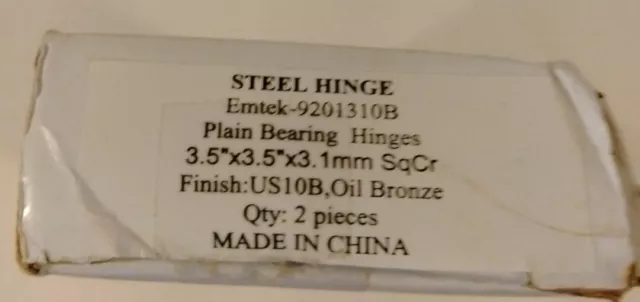 STEEL HINGE
Emtek-9201310B
Plain Bearing Hinges
3.5"x3.5"x3.1mm SqCr
Finish:US10B,Oil Bronze
Qty: 2 pieces
MADE IN CHINA